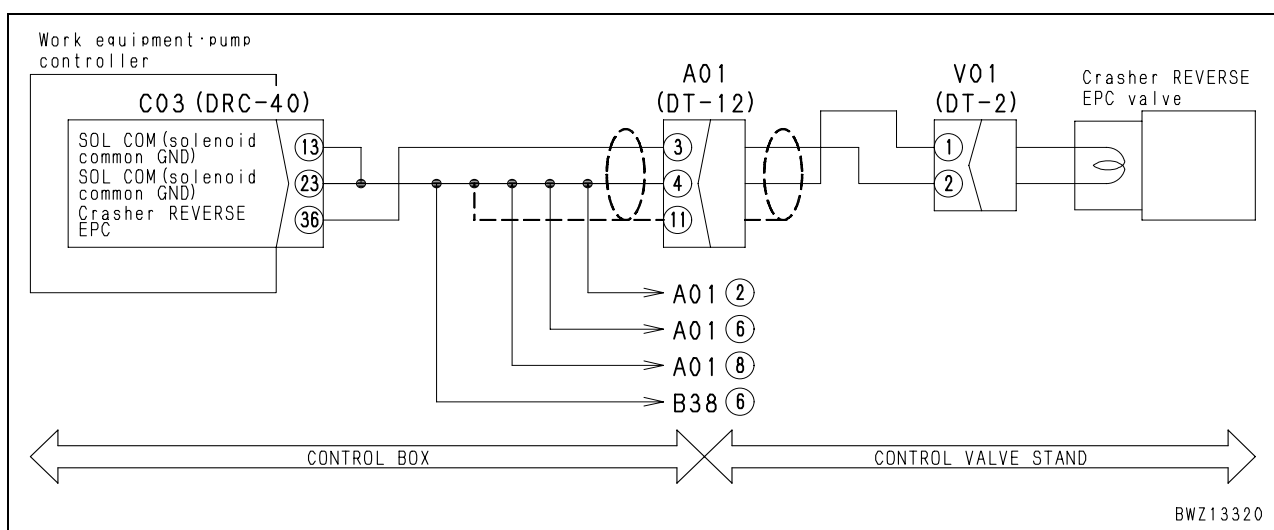 Work equipment·pump
controller
C03 (DRC-40)
SOL COM (solenoid
common GND)
SOL COM (solenoid
common GND)
Crasher REVERSE
EPC
13
23
36
A01
(DT-12)
3
4
11
V01
(DT-2)
1
2
Crasher REVERSE
EPC valve
A01 2
A01 6
A01 8
B38 6
CONTROL BOX
CONTROL VALVE STAND
BWZ13320